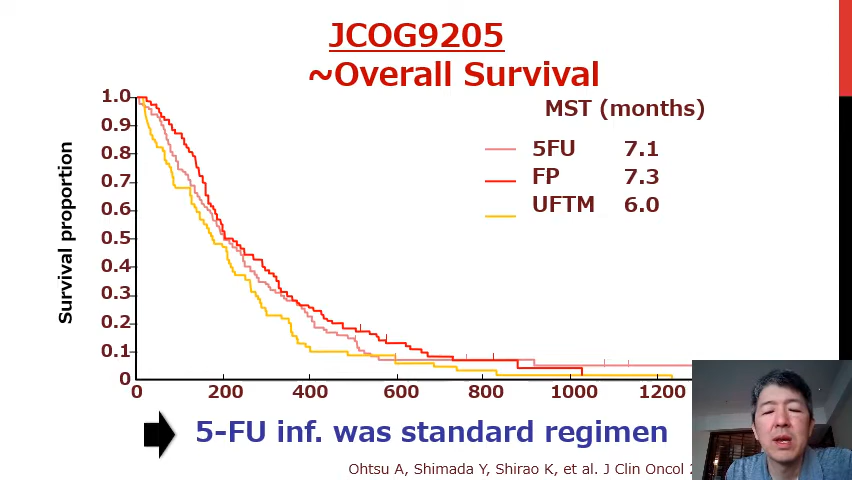 JCOG9205
~Overall Survival
MST (months)
5FU 7.1
FP 7.3
UFTM 6.0
Survival proportion
1.0
0.9
0.8
0.7
0.6
0.5
0.4
0.3
0.2
0.1
0
0 200 400 600 800 1000 1200
5-FU inf. was standard regimen
Ohtsu A, Shimada Y, Shirao K, et al. J Clin Oncol